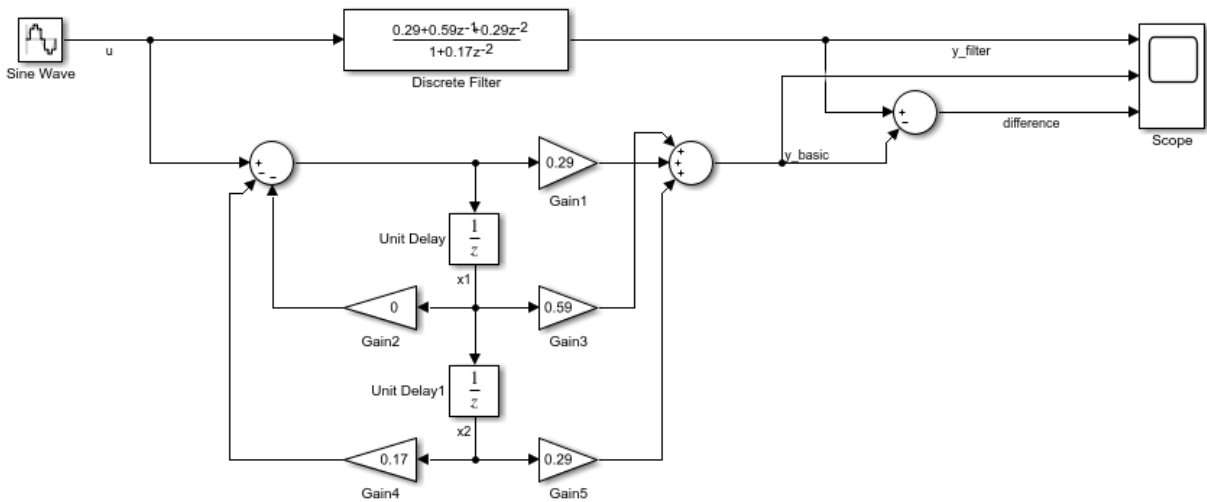 0.29+0.59z-1+0.29z-2
1+0.17z-2
Sine Wave
u
Discrete Filter
y_filter
+
−
difference
Scope
+
−
−
0.29
Gain1
+
+
+
y_basic
Unit Delay
1
z
x1
0
Gain2
0.59
Gain3
Unit Delay1
1
z
x2
0.17
Gain4
0.29
Gain5